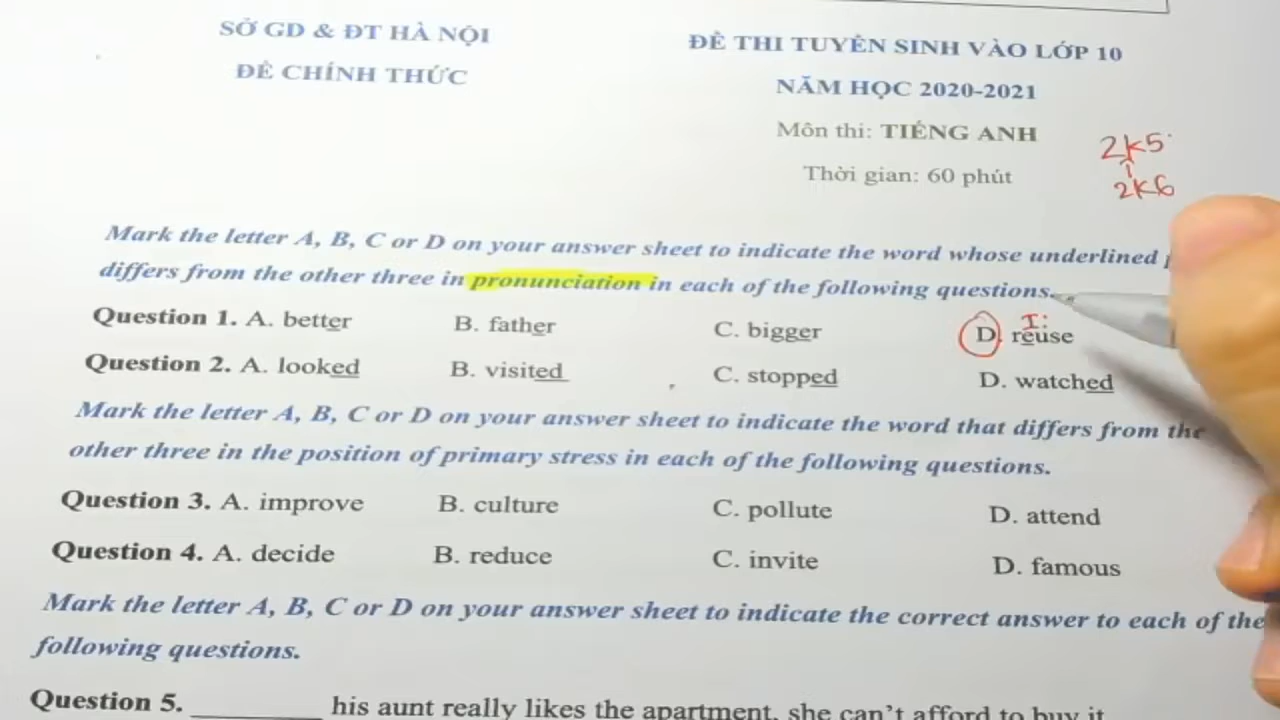 SỞ GD & ĐT HÀ NỘI
ĐỀ CHÍNH THỨC
ĐỀ THI TUYỂN SINH VÀO LỚP 10
NĂM HỌC 2020-2021
Môn thi: TIẾNG ANH
Thời gian: 60 phút
2K5
2K6
Mark the letter A, B, C or D on your answer sheet to indicate the word whose underlined
differs from the other three in pronunciation in each of the following questions.
I:
Question 1. A. better B. father C. bigger D. reuse
Question 2. A. looked B. visited C. stopped D. watched
Mark the letter A, B, C or D on your answer sheet to indicate the word that differs from the
other three in the position of primary stress in each of the following questions.
Question 3. A. improve B. culture C. pollute D. attend
Question 4. A. decide B. reduce C. invite D. famous
Mark the letter A, B, C or D on your answer sheet to indicate the correct answer to each of the
following questions.
Question 5. ________ his aunt really likes the apartment, she can't afford to buy it